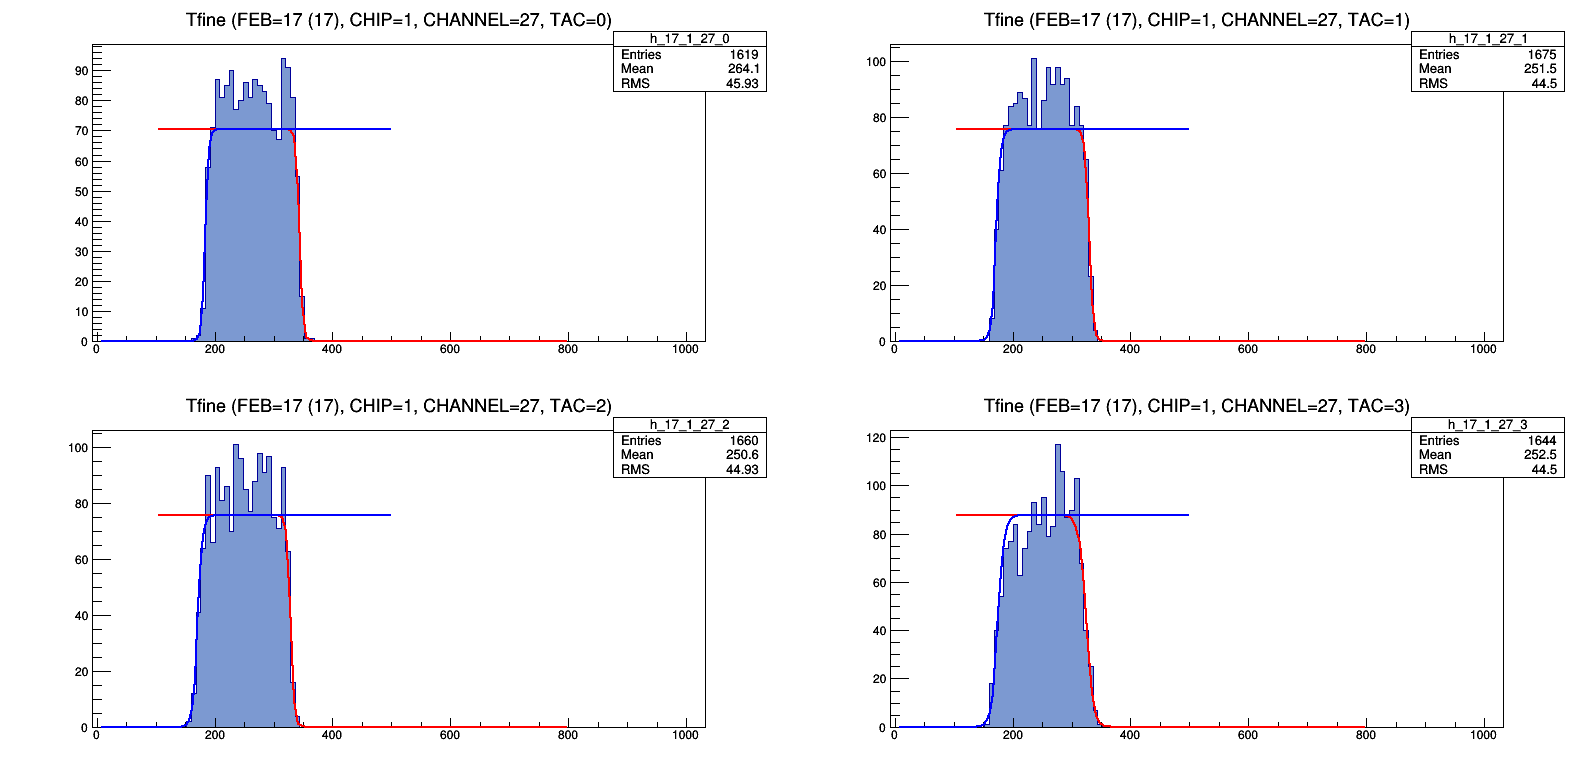 Tfine (FEB=17 (17), CHIP=1, CHANNEL=27, TAC=0)
h_17_1_27_0
Entries 1619
Mean 264.1
RMS 45.93
90
80
70
60
50
40
30
20
10
0
0 200 400 600 800 1000
Tfine (FEB=17 (17), CHIP=1, CHANNEL=27, TAC=1)
h_17_1_27_1
Entries 1675
Mean 251.5
RMS 44.5
100
80
60
40
20
0
0 200 400 600 800 1000
Tfine (FEB=17 (17), CHIP=1, CHANNEL=27, TAC=2)
h_17_1_27_2
Entries 1660
Mean 250.6
RMS 44.93
100
80
60
40
20
0
0 200 400 600 800 1000
Tfine (FEB=17 (17), CHIP=1, CHANNEL=27, TAC=3)
h_17_1_27_3
Entries 1644
Mean 252.5
RMS 44.5
120
100
80
60
40
20
0
0 200 400 600 800 1000